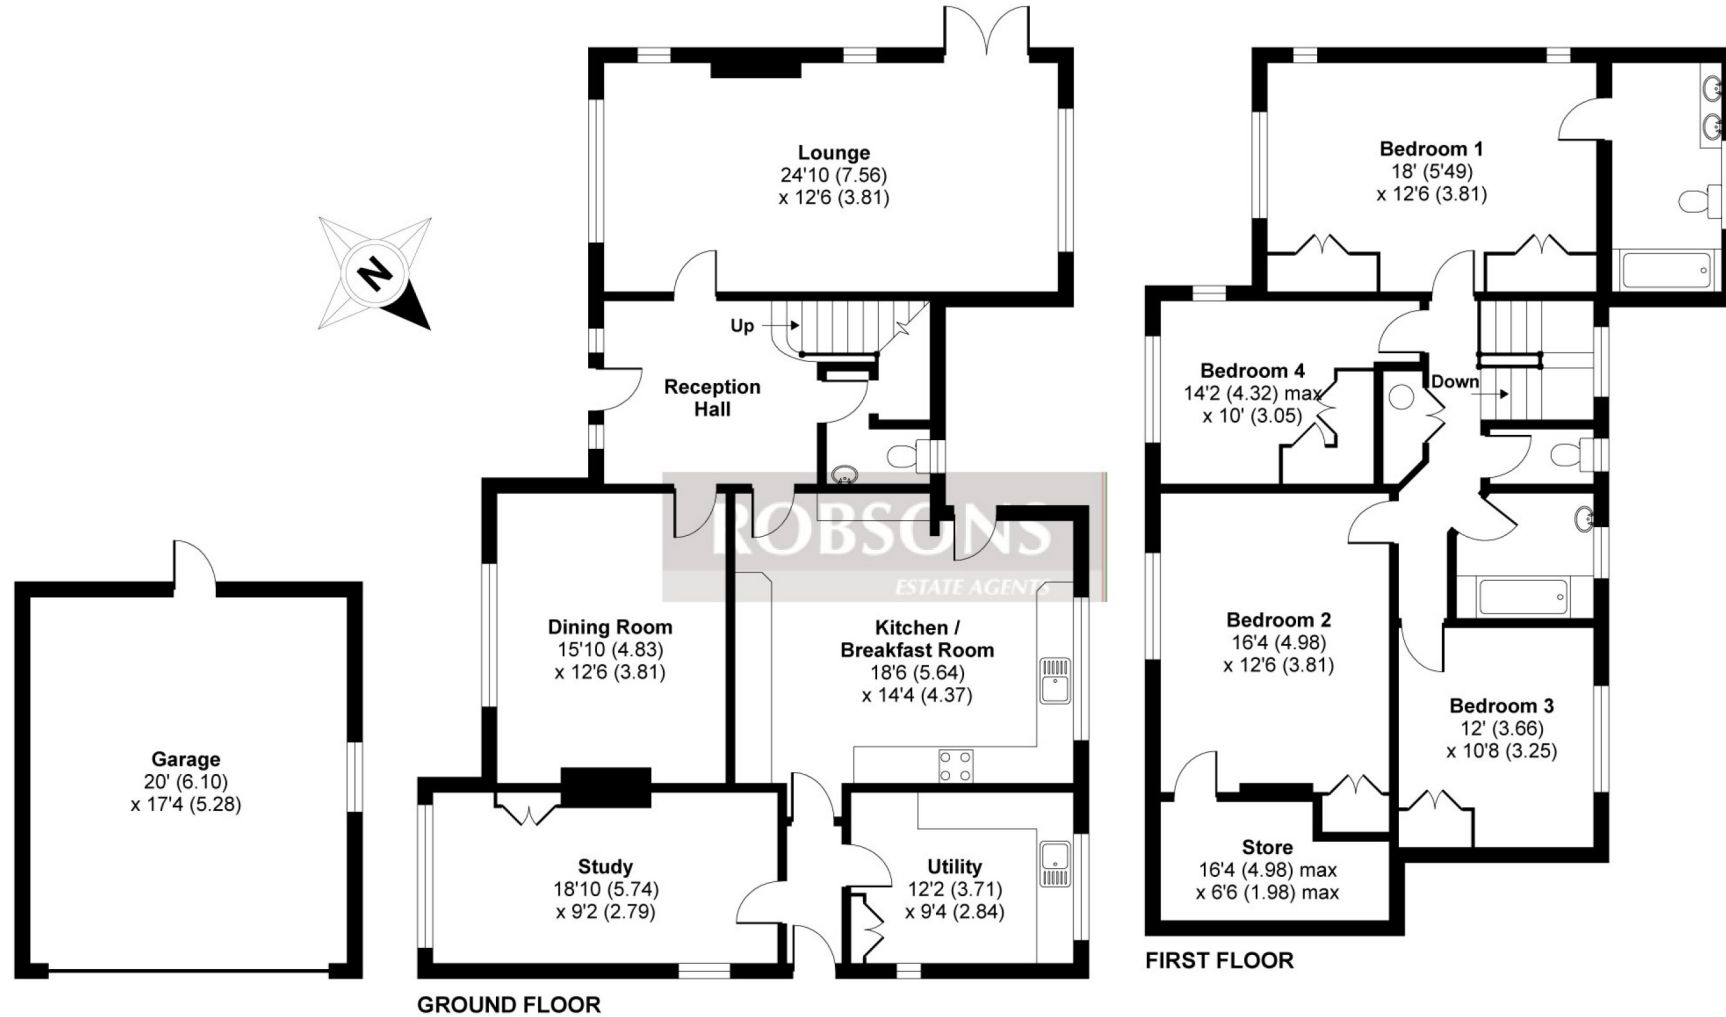 Lounge
24'10 (7.56)
x 12'6 (3.81)
Up
Reception
Hall
N
ROBSONS
ESTATE AGENTS
Dining Room
15'10 (4.83)
x 12'6 (3.81)
Kitchen /
Breakfast Room
18'6 (5.64)
x 14'4 (4.37)
Garage
20' (6.10)
x 17'4 (5.28)
Study
18'10 (5.74)
x 9'2 (2.79)
Utility
12'2 (3.71)
x 9'4 (2.84)
GROUND FLOOR
Bedroom 1
18' (5'49)
x 12'6 (3.81)
Bedroom 4
14'2 (4.32) max
x 10' (3.05)
Down
Bedroom 2
16'4 (4.98)
x 12'6 (3.81)
Bedroom 3
12' (3.66)
x 10'8 (3.25)
Store
16'4 (4.98) max
x 6'6 (1.98) max
FIRST FLOOR